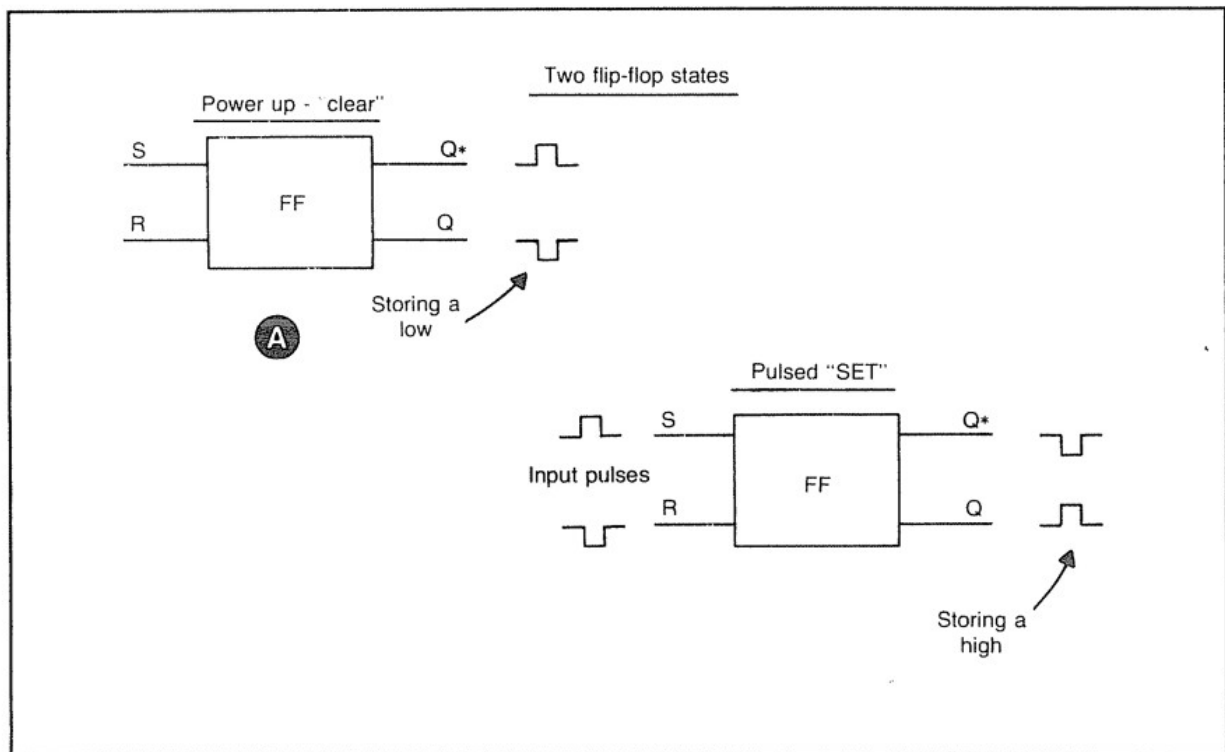 Two flip-flop states
Power up - "clear"
S
Q*
FF
R
Q
Storing a
low
A
Pulsed "SET"
S
Q*
Input pulses
FF
R
Q
Storing a
high